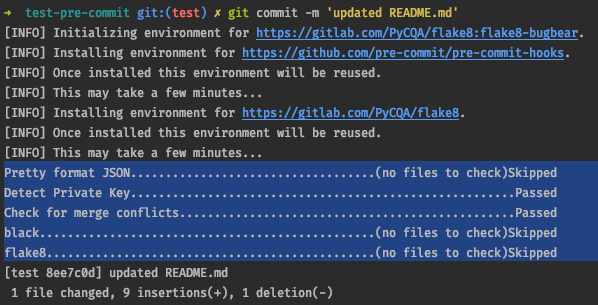 ➜ test-pre-commit git:(test) ✗ git commit -m 'updated README.md'
[INFO] Initializing environment for https://gitlab.com/PyCQA/flake8:flake8-bugbear.
[INFO] Installing environment for https://github.com/pre-commit/pre-commit-hooks.
[INFO] Once installed this environment will be reused.
[INFO] This may take a few minutes...
[INFO] Installing environment for https://gitlab.com/PyCQA/flake8.
[INFO] Once installed this environment will be reused.
[INFO] This may take a few minutes...
Pretty format JSON...................................(no files to check)Skipped
Detect Private Key.......................................................Passed
Check for merge conflicts................................................Passed
black................................................(no files to check)Skipped
flake8...............................................(no files to check)Skipped
[test 8ee7c0d] updated README.md
1 file changed, 9 insertions(+), 1 deletion(-)